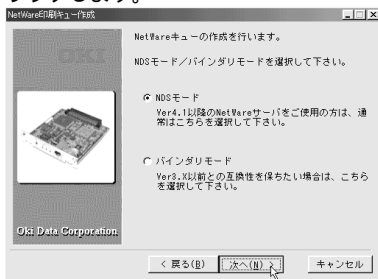 NetWare印刷キュー作成
OKI
NetWareキューの作成を行います。
NDSモード／バインダリモードを選択して下さい。
NDSモード
Ver4.1以降のNetWareサーバをご使用の方は、通
常はこちらを選択して下さい。
バインダリモード
Ver3.X以前との互換性を保ちたい場合は、こちら
を選択して下さい。
Oki Data Corporation
< 戻る(B) 次へ(N) > キャンセル